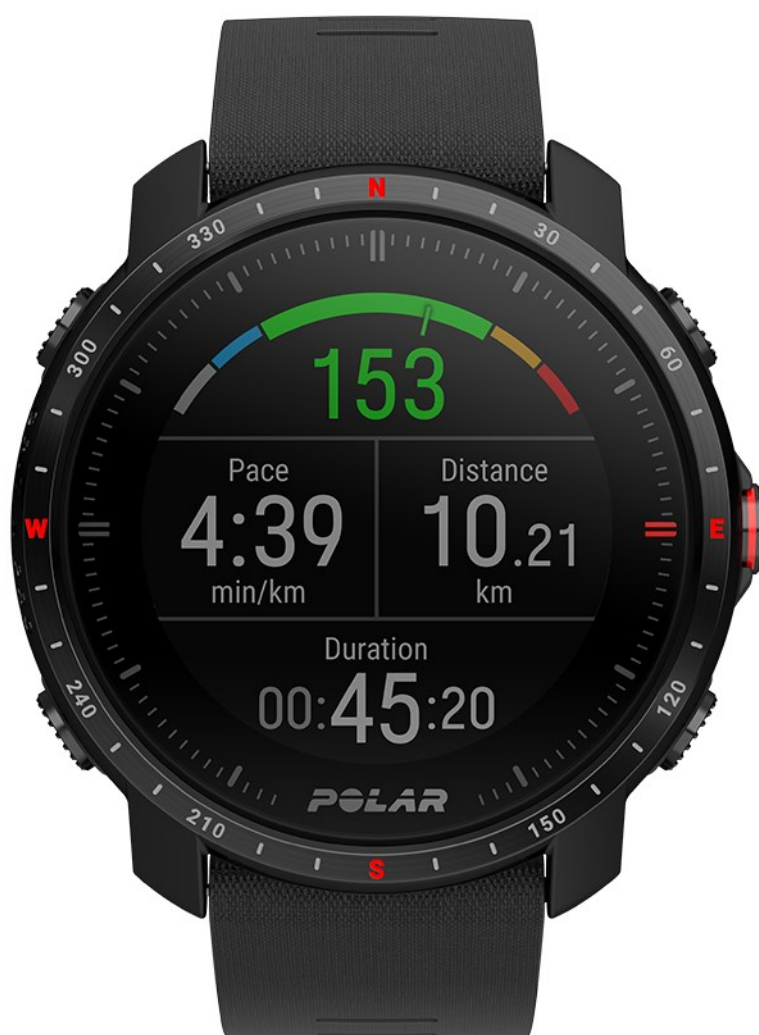 N
30
60
E
120
150
S
210
240
W
300
330
153
Pace
4:39
min/km
Distance
10.21
km
Duration
00:45:20
POLAR